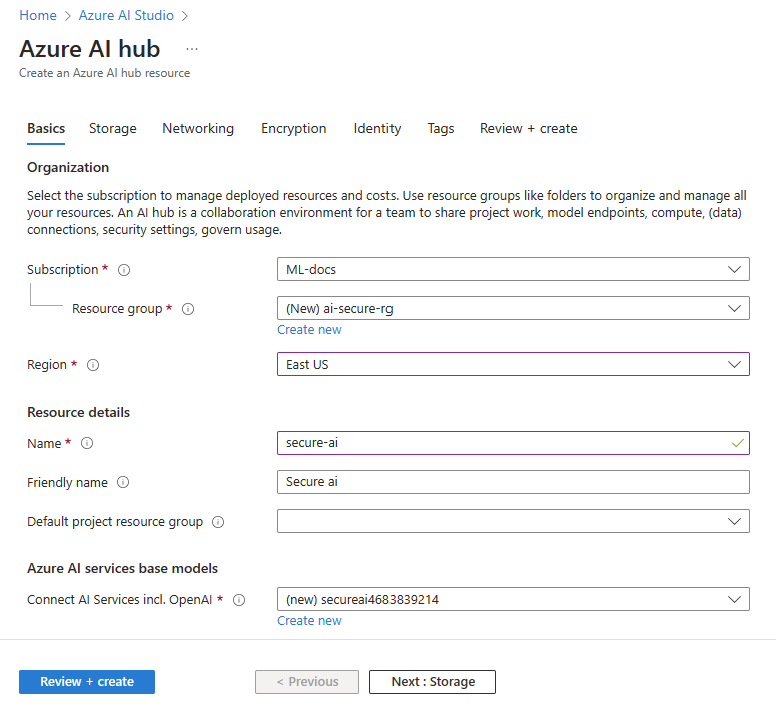 Home > Azure AI Studio >
Azure AI hub ...
Create an Azure AI hub resource
Basics Storage Networking Encryption Identity Tags Review + create
Organization
Select the subscription to manage deployed resources and costs. Use resource groups like folders to organize and manage all
your resources. An AI hub is a collaboration environment for a team to share project work, model endpoints, compute, (data)
connections, security settings, govern usage.
Subscription * ML-docs
Resource group * (New) ai-secure-rg
Create new
Region * East US
Resource details
Name * secure-ai
Friendly name Secure ai
Default project resource group
Azure AI services base models
Connect AI Services incl. OpenAI * (new) secureai4683839214
Create new
Review + create < Previous Next : Storage